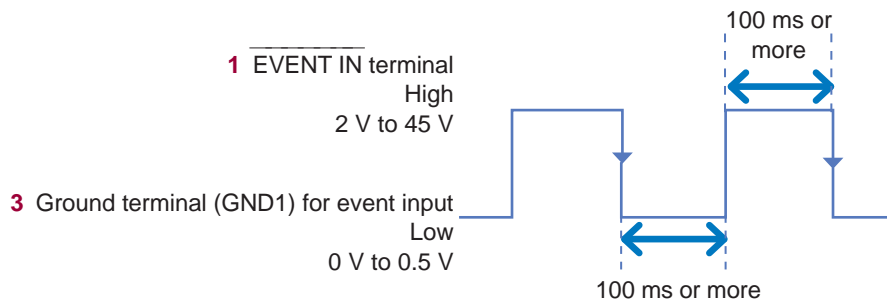 100 ms or
more
1 EVENT IN terminal
High
2 V to 45 V
3 Ground terminal (GND1) for event input
Low
0 V to 0.5 V
100 ms or more